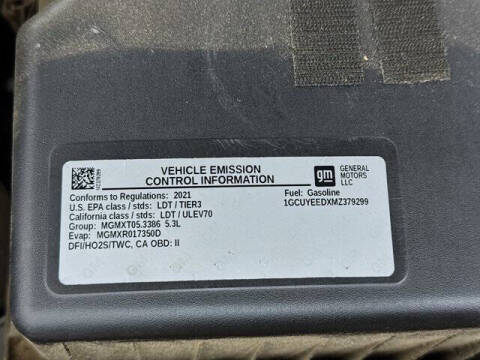 VEHICLE EMISSION
CONTROL INFORMATION
gm
GENERAL
MOTORS
LLC
Conforms to Regulations: 2021
Fuel: Gasoline
U.S. EPA class / stds: LDT / TIER3
1GCUYEEDXMZ379299
California class / stds: LDT / ULEV70
Group: MGMXT05.3386 5.3L
Evap: MGMXR017350D
DFI/HO2S/TWC, CA OBD: II